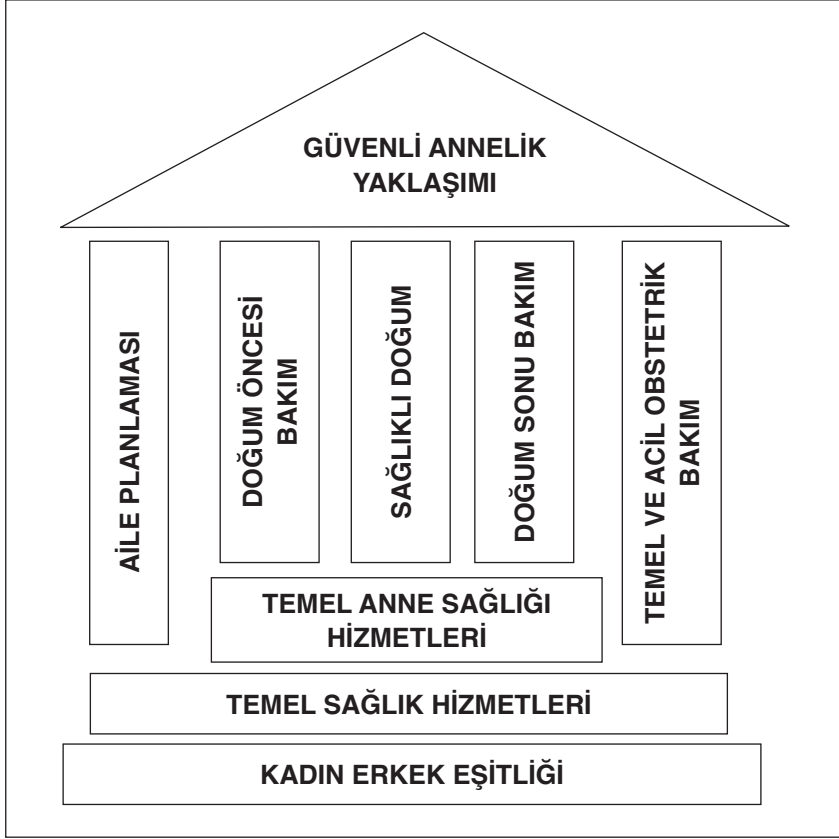 GÜVENLİ ANNELİK
YAKLAŞIMI
AİLE PLANLAMASI
DOĞUM ÖNCESİ
BAKIM
SAĞLIKLI DOĞUM
DOĞUM SONU BAKIM
TEMEL VE ACİL OBSTETRİK
BAKIM
TEMEL ANNE SAĞLIĞI
HİZMETLERİ
TEMEL SAĞLIK HİZMETLERİ
KADIN ERKEK EŞİTLİĞİ